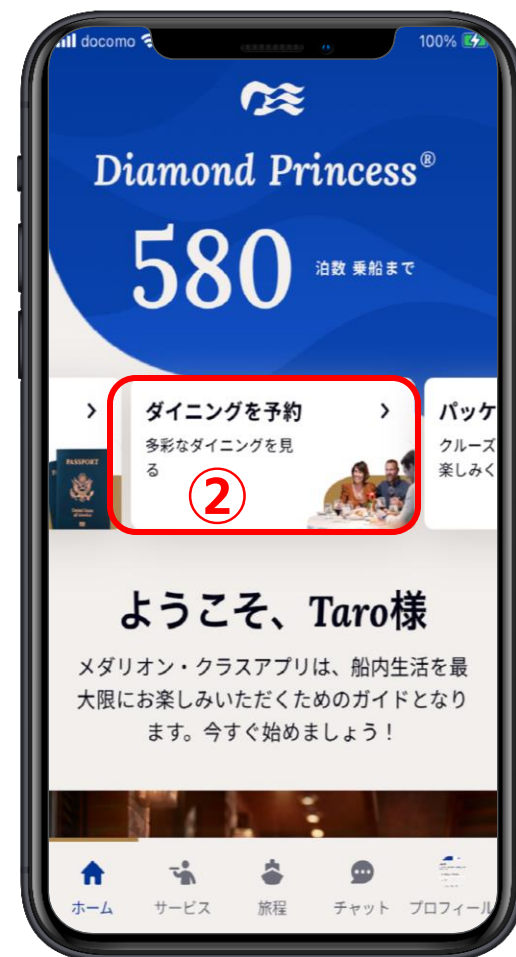 docomo
100%
Diamond Princess®
580 泊数 乗船まで
ダイニングを予約
多彩なダイニングを見
る
②
パッケ
クルーズ
楽しみく
PASSPORT
ようこそ、Taro様
メダリオン・クラスアプリは、船内生活を最
大限にお楽しみいただくためのガイドとなり
ます。今すぐ始めましょう！
ホーム
サービス
旅程
チャット
プロフィール